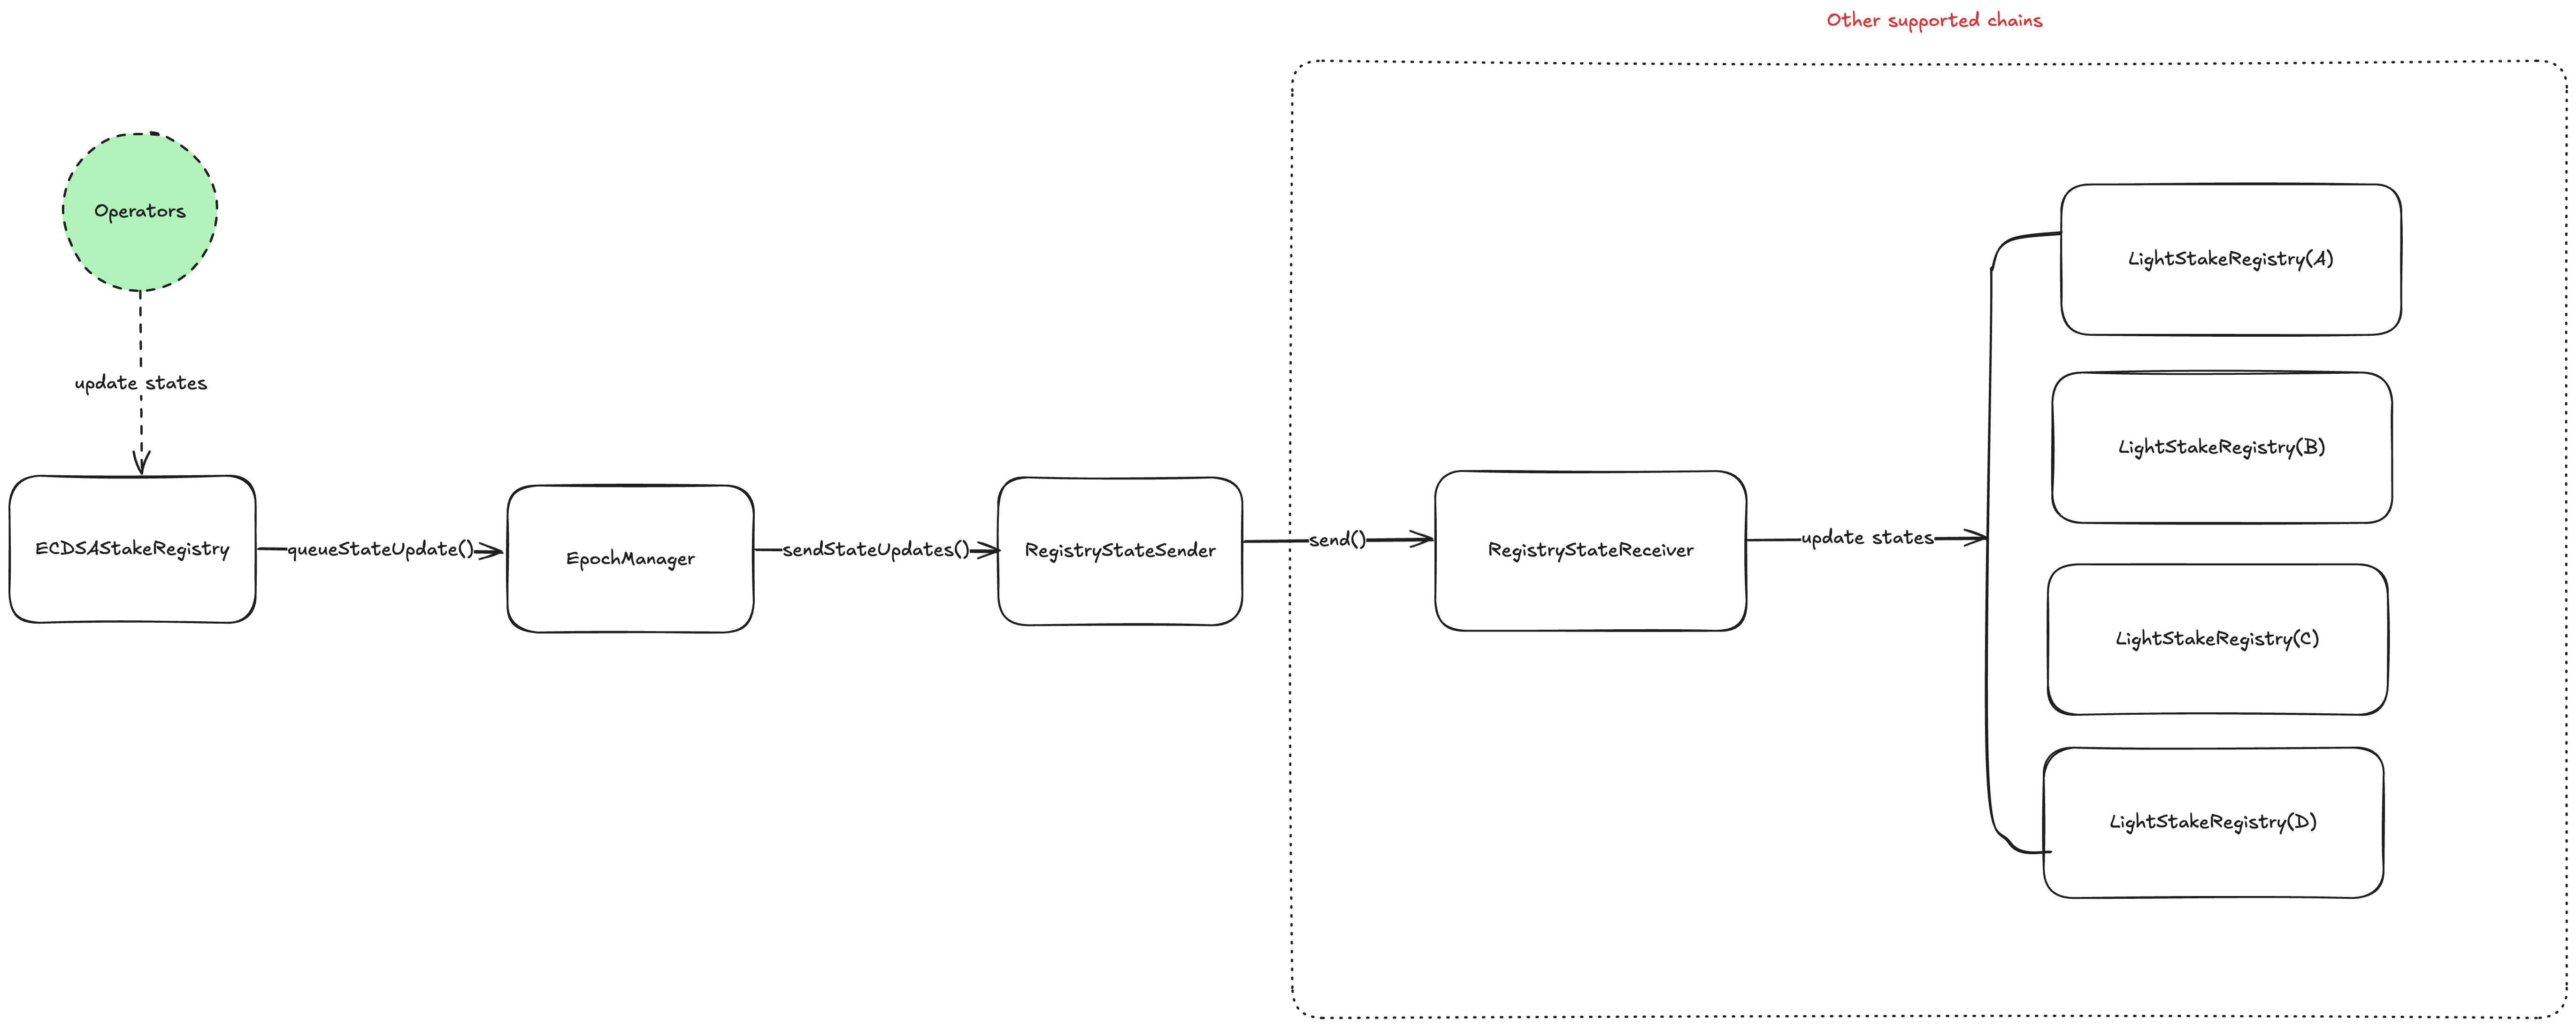 Other supported chains
Operators
update states
ECDSAStakeRegistry
queueStateUpdate()
EpochManager
sendStateUpdates()
RegistryStateSender
send()
RegistryStateReceiver
update states
LightStakeRegistry(A)
LightStakeRegistry(B)
LightStakeRegistry(C)
LightStakeRegistry(D)